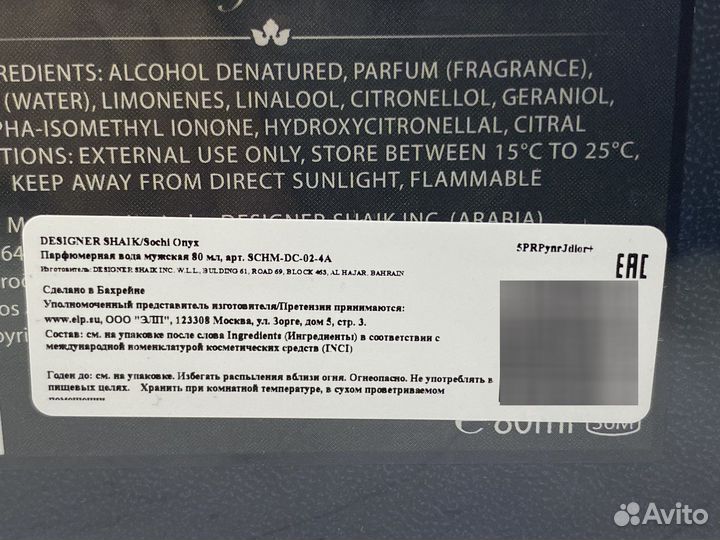 REDIENTS: ALCOHOL DENATURED, PARFUM (FRAGRANCE),
(WATER), LIMONENES, LINALOOL, CITRONELLOL, GERANIOL,
PHA-ISOMETHYL IONONE, HYDROXYCITRONELLAL, CITRAL
TIONS: EXTERNAL USE ONLY, STORE BETWEEN 15°C TO 25°C,
KEEP AWAY FROM DIRECT SUNLIGHT, FLAMMABLE
DESIGNER SHAIK INC. (ARABIA)
DESIGNER SHAIK/Sochi Onyx
5PRPynrJdior+
Парфюмерная вода мужская 80 мл, арт. SCHM-DC-02-4A
Изготовитель: DESIGNER SHAIK INC. W.L.L., BULDING 61, ROAD 69, BLOCK 463, AL HAJAR, BAHRAIN
EAC
Сделано в Бахрейне
Уполномоченный представитель изготовителя/Претензии принимаются:
www.elp.su, ООО "ЭЛП", 123308 Москва, ул. Зорге, дом 5, стр. 3.
Состав: см. на упаковке после слова Ingredients (Ингредиенты) в соответствии с
международной номенклатурой косметических средств (INCI)
Годен до: см. на упаковке. Избегать распыления вблизи огня. Огнеопасно. Не употреблять в
пищевых целях. Хранить при комнатной температуре, в сухом проветриваемом
помещении
80ml
Avito